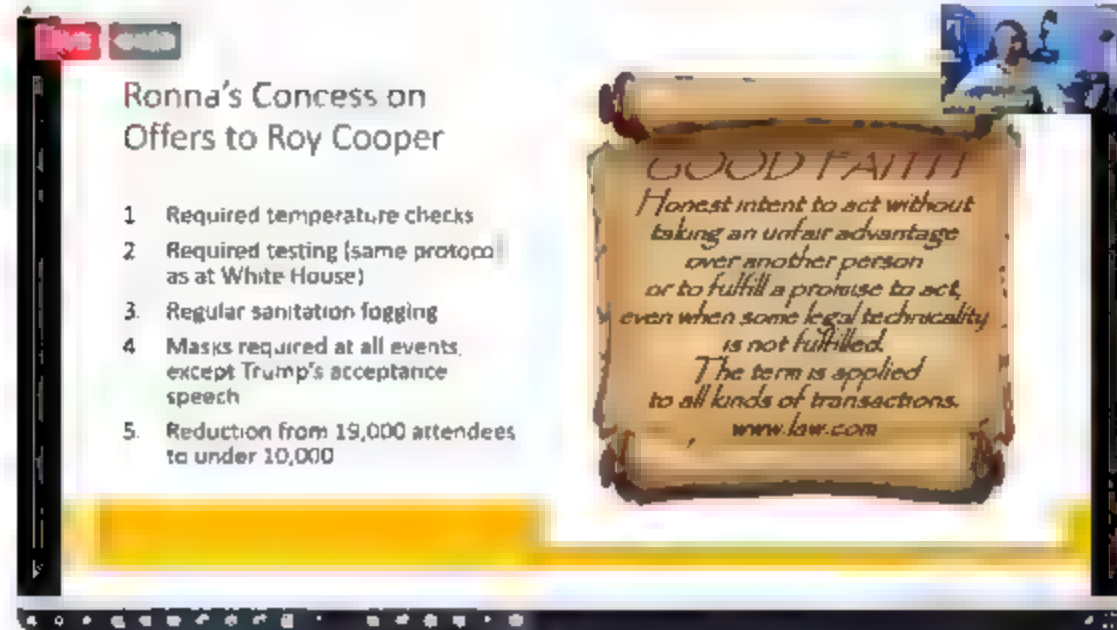 Ronna's Concess on
Offers to Roy Cooper
1 Required temperature checks
2 Required testing (same protocol
as at White House)
3. Regular sanitation fogging
4 Masks required at all events,
except Trump's acceptance
speech
5. Reduction from 19,000 attendees
to under 10,000
GOOD FAITH
Honest intent to act without
taking an unfair advantage
over another person
or to fulfill a promise to act,
even when some legal technicality
is not fulfilled.
The term is applied
to all kinds of transactions.
www.law.com